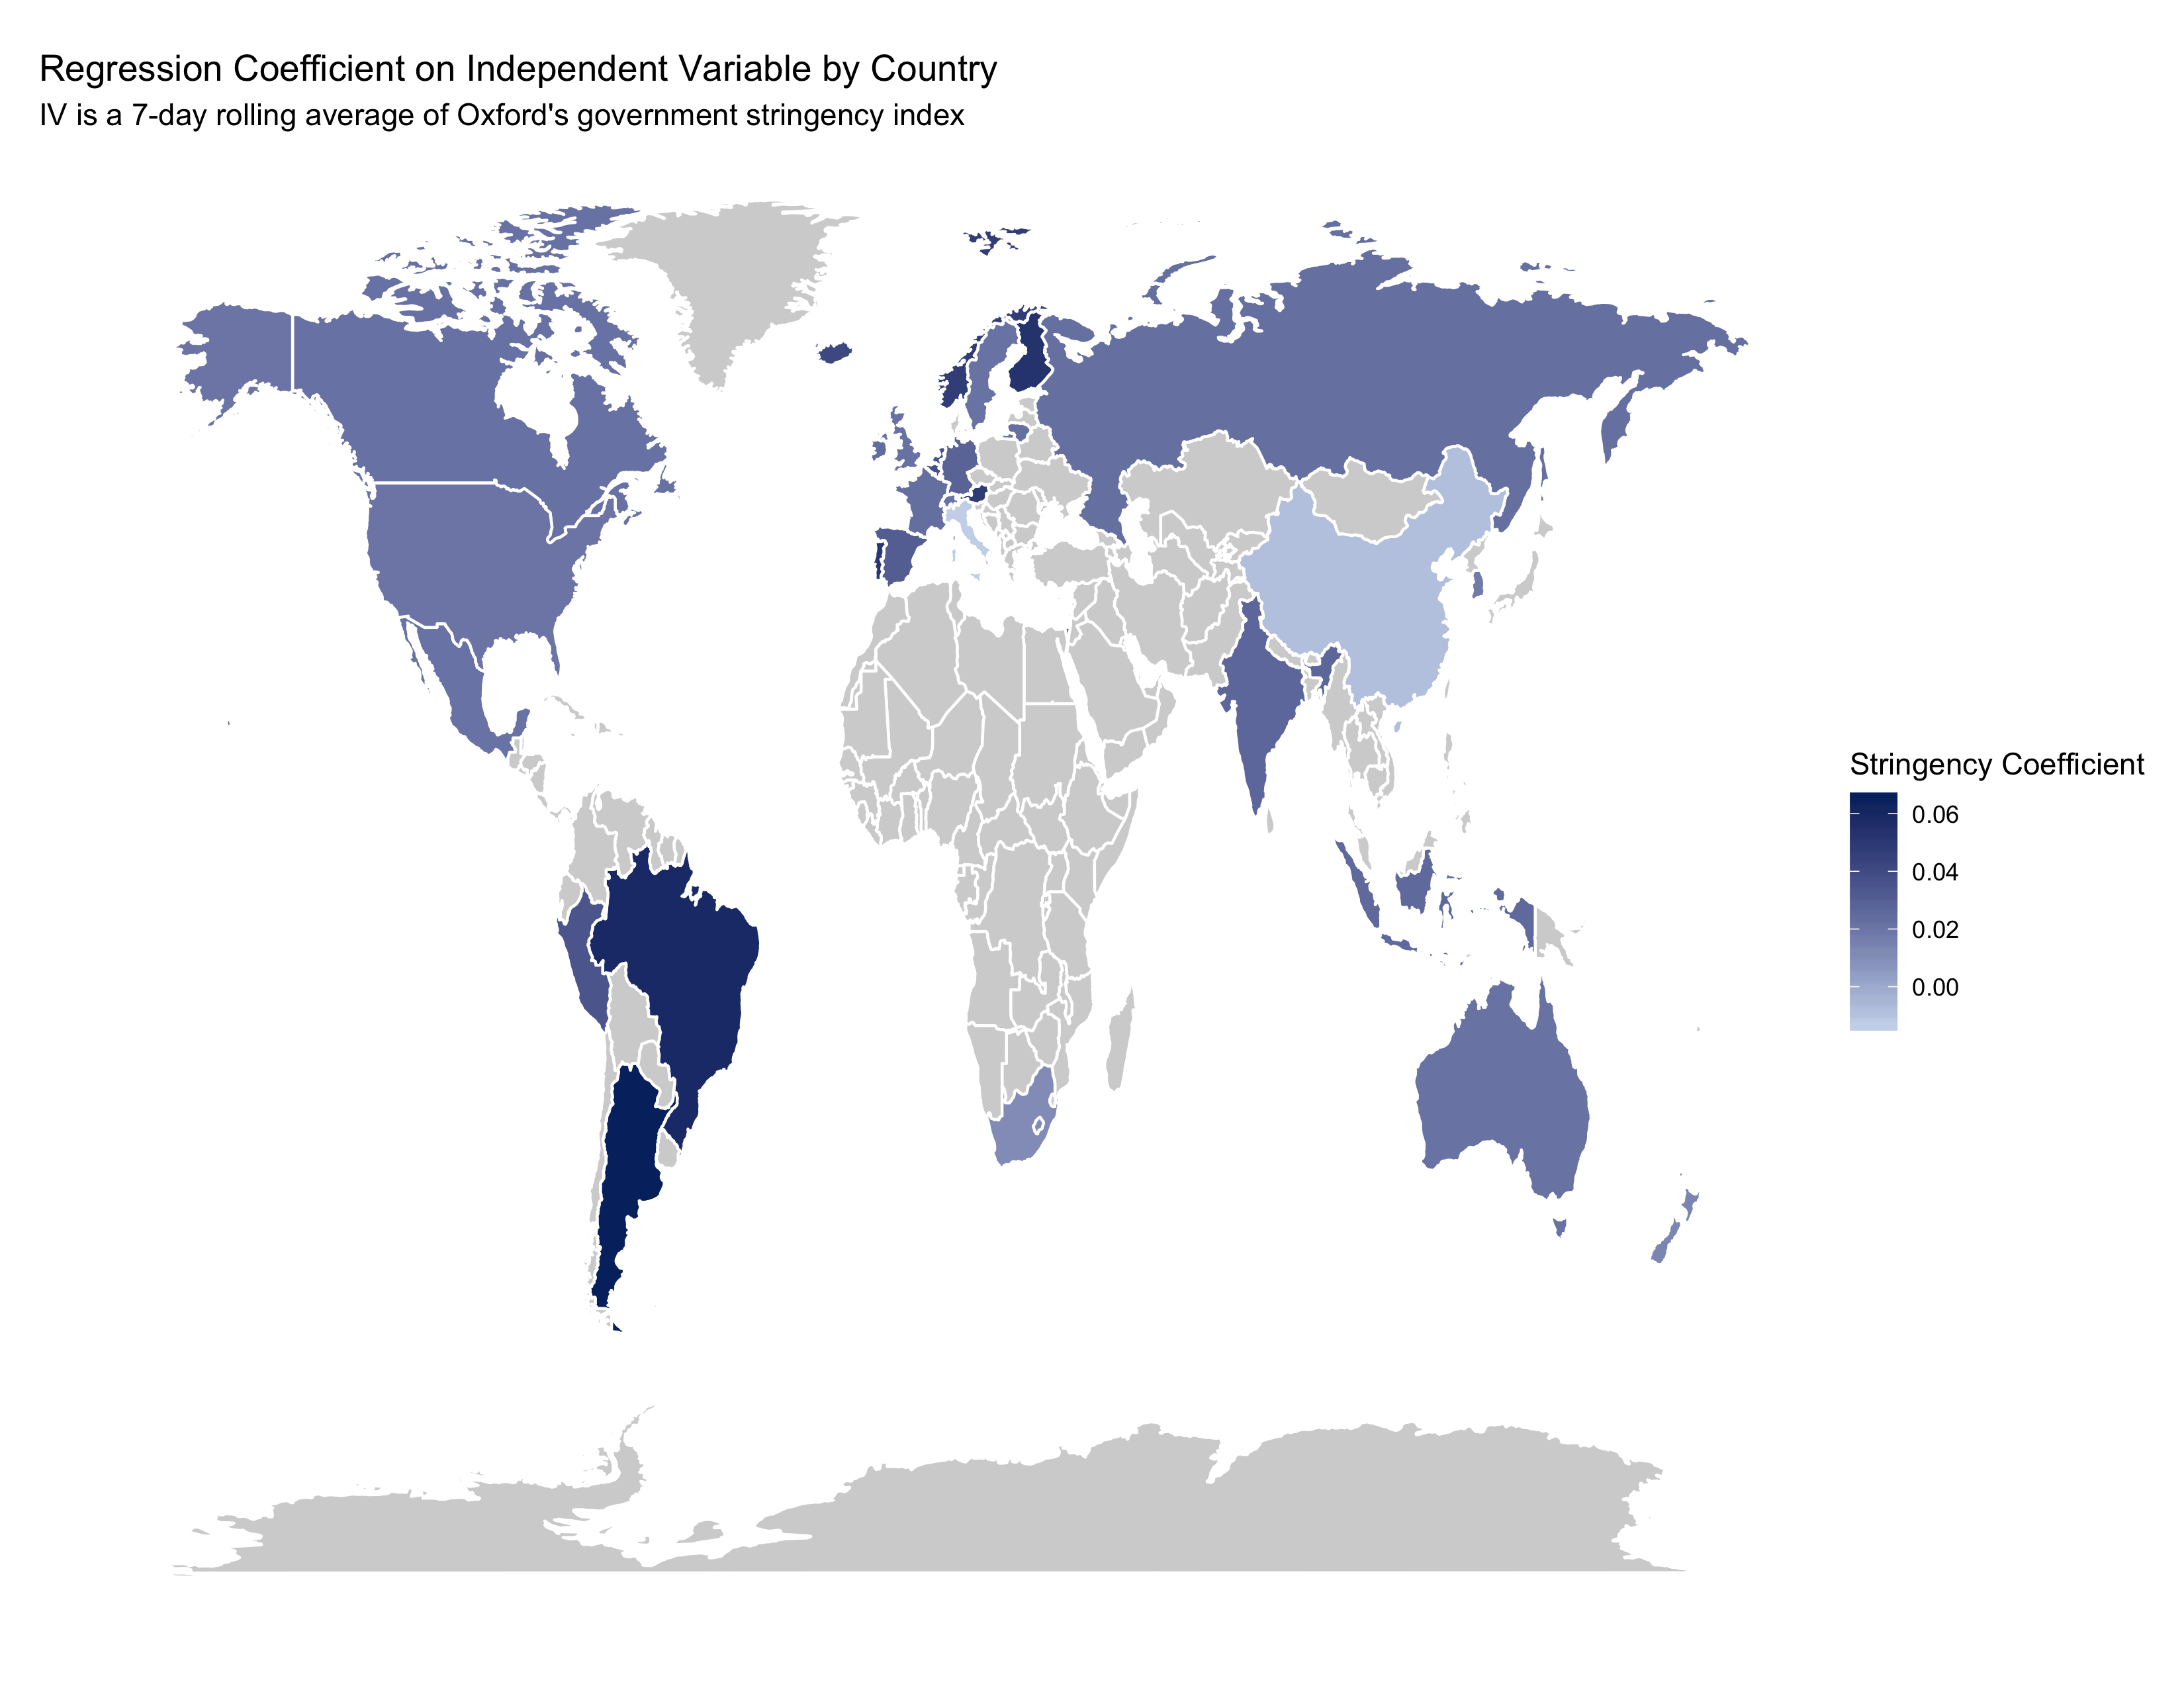 Regression Coefficient on Independent Variable by Country
IV is a 7-day rolling average of Oxford's government stringency index
Stringency Coefficient
0.06
0.04
0.02
0.00